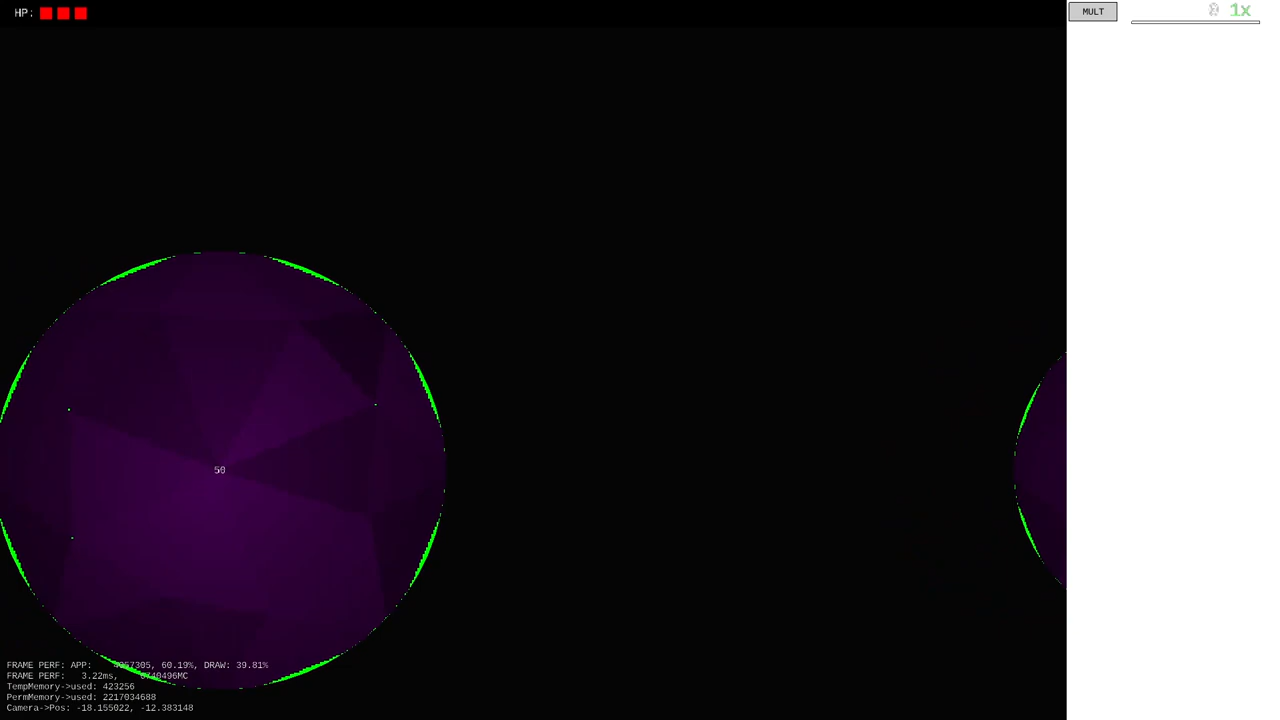 HP:
MULT
1x
50
FRAME PERF: APP: 60.19%, DRAW: 39.81%
FRAME PERF: 3.22ms,
TempMemory->used: 423256
PermMemory->used: 2217034688
Camera->Pos: -18.155022, -12.383148